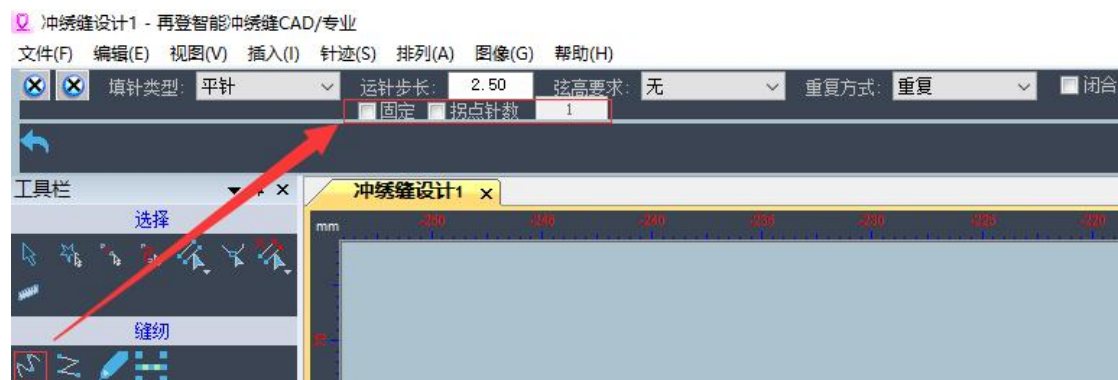 冲绣缝设计1 - 再登智能冲绣缝CAD/专业
文件(F) 编辑(E) 视图(V) 插入(I) 针迹(S) 排列(A) 图像(G) 帮助(H)
填针类型: 平针 运针步长: 2.50 弦高要求: 无 重复方式: 重复 闭合
固定 拐点针数 1
工具栏 冲绣缝设计1
选择
mm -250 -245 -240 -235 -230 -225 -220
缝纫